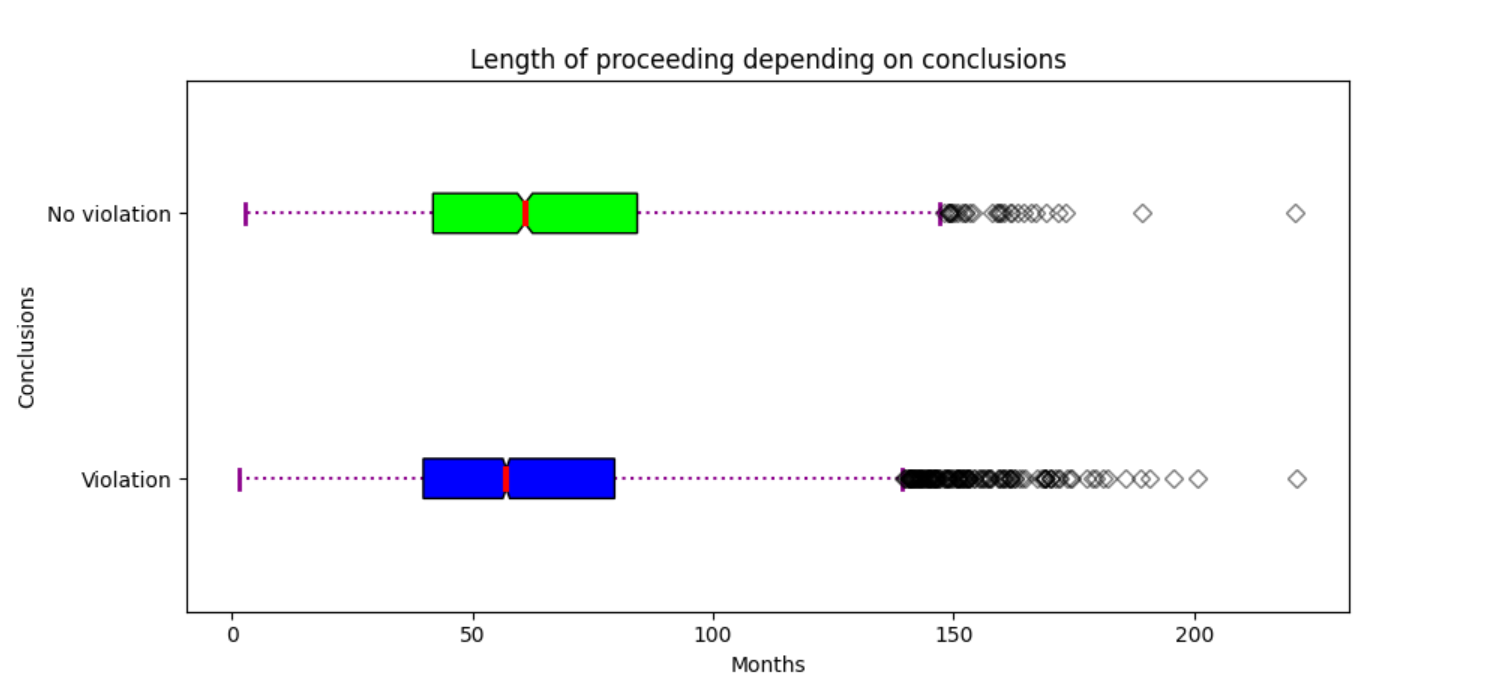 Length of proceeding depending on conclusions
No violation
Conclusions
Violation
0 50 100 150 200
Months